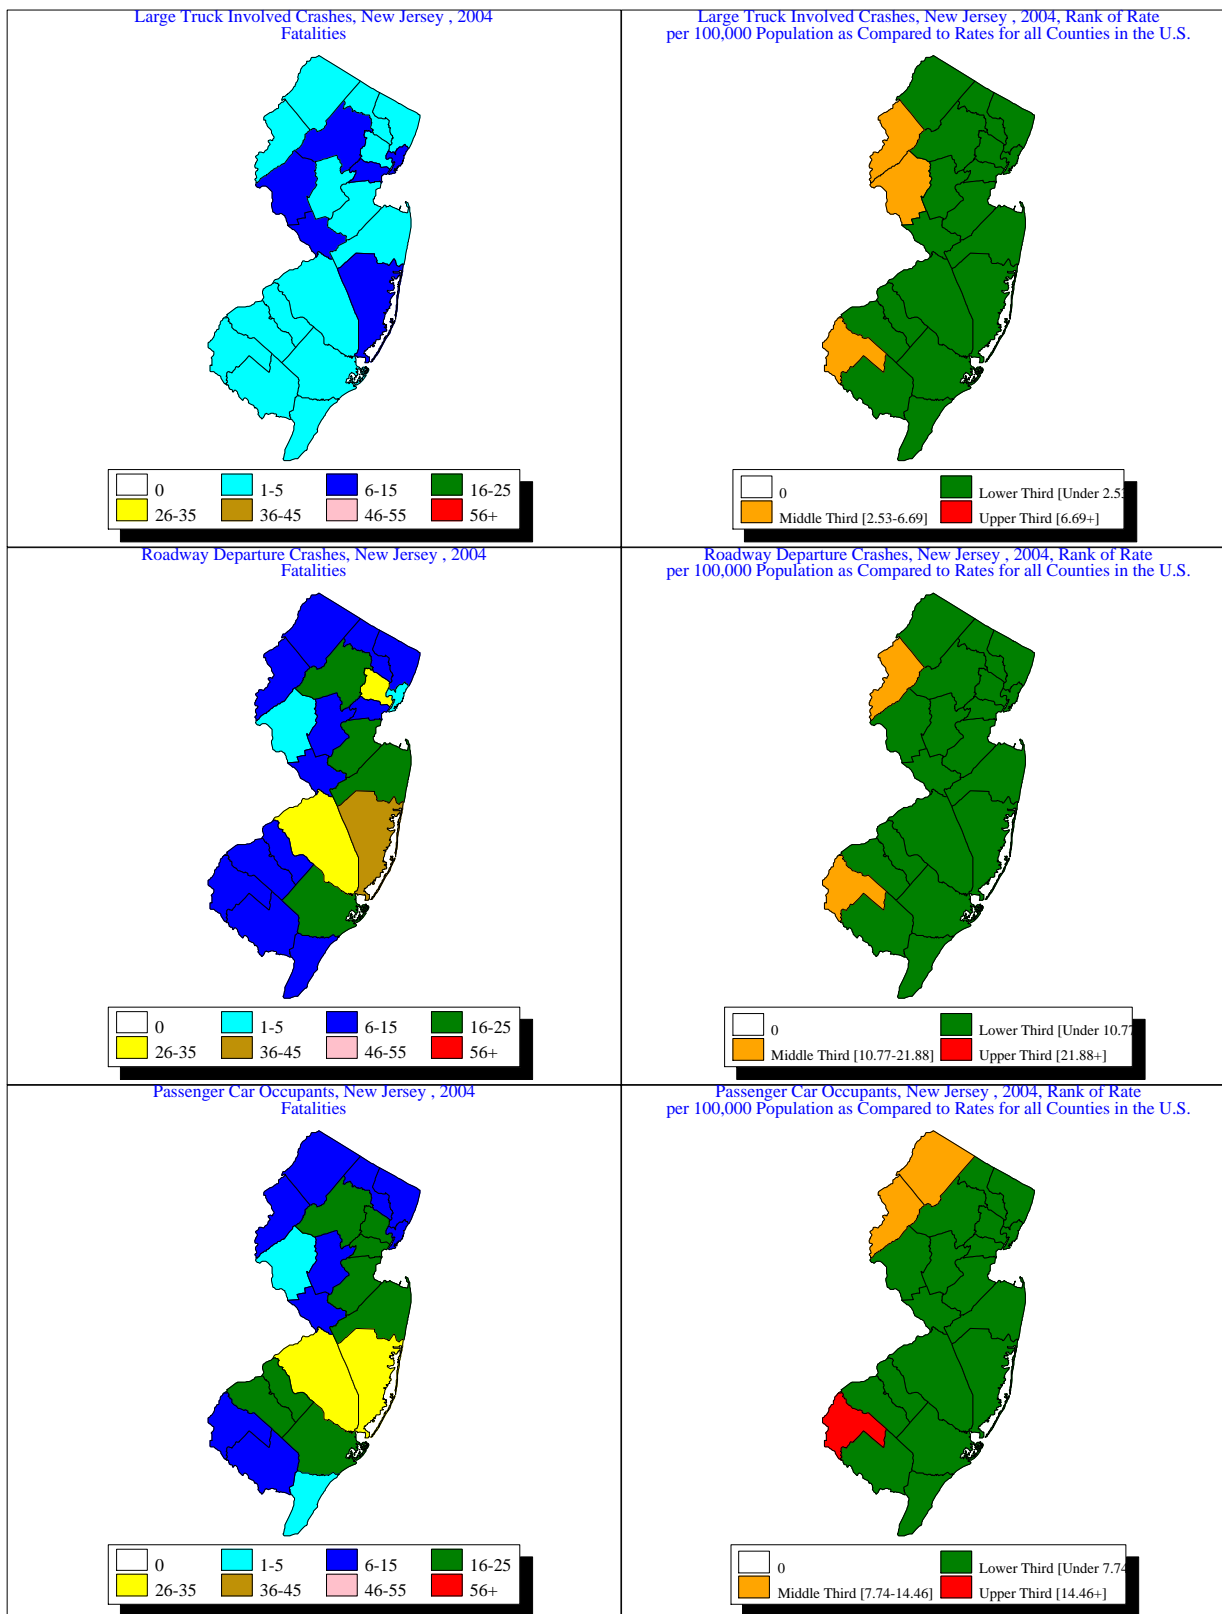 Large Truck Involved Crashes, New Jersey , 2004
Fatalities
0
1-5
6-15
16-25
26-35
36-45
46-55
56+
Large Truck Involved Crashes, New Jersey , 2004, Rank of Rate
per 100,000 Population as Compared to Rates for all Counties in the U.S.
0
Lower Third [Under 2.53
Middle Third [2.53-6.69]
Upper Third [6.69+]
Roadway Departure Crashes, New Jersey , 2004
Fatalities
0
1-5
6-15
16-25
26-35
36-45
46-55
56+
Roadway Departure Crashes, New Jersey , 2004, Rank of Rate
per 100,000 Population as Compared to Rates for all Counties in the U.S.
0
Lower Third [Under 10.77
Middle Third [10.77-21.88]
Upper Third [21.88+]
Passenger Car Occupants, New Jersey , 2004
Fatalities
0
1-5
6-15
16-25
26-35
36-45
46-55
56+
Passenger Car Occupants, New Jersey , 2004, Rank of Rate
per 100,000 Population as Compared to Rates for all Counties in the U.S.
0
Lower Third [Under 7.74
Middle Third [7.74-14.46]
Upper Third [14.46+]